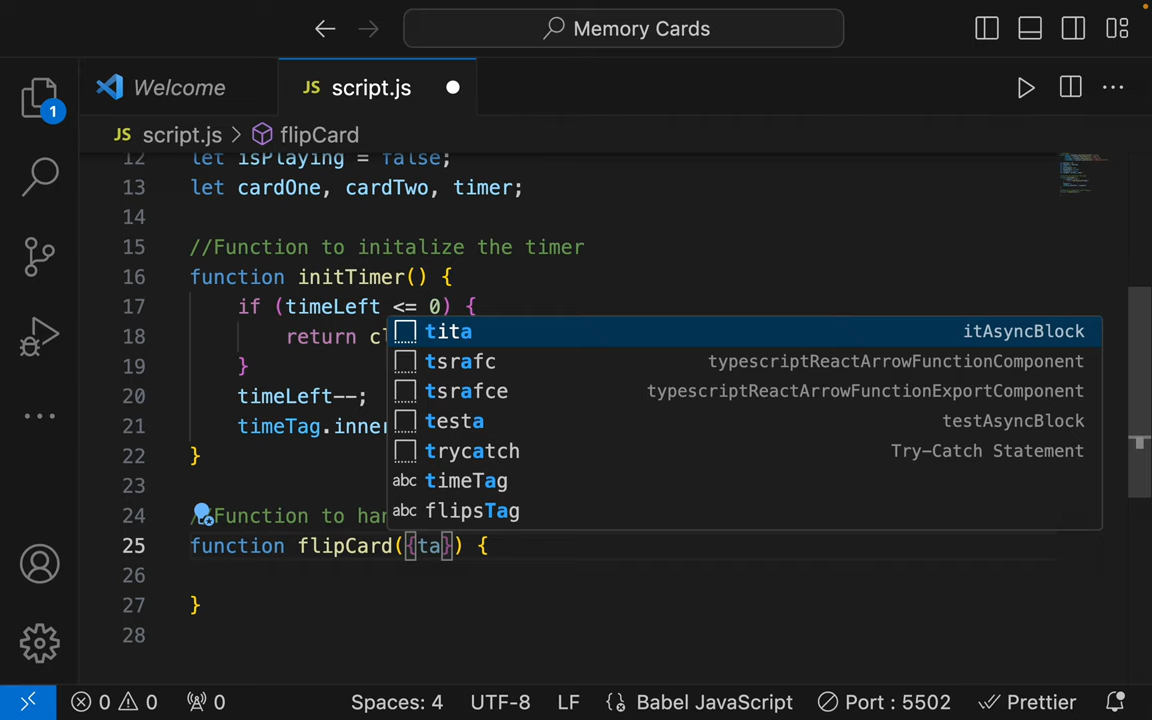 Memory Cards
Welcome
JS script.js
1
JS script.js > flipCard
12 let isPlaying = false;
13 let cardOne, cardTwo, timer;
14
15 //Function to initalize the timer
16 function initTimer() {
17 if (timeLeft <= 0) {
tita itAsyncBlock
18 return cl
tsrafc typescriptReactArrowFunctionComponent
19 }
tsrafce typescriptReactArrowFunctionExportComponent
20 timeLeft--;
testa testAsyncBlock
21 timeTag.inner
trycatch Try-Catch Statement
22 }
abc timeTag
23
abc flipsTag
24 //Function to har
25 function flipCard({ta}) {
26
27 }
28
0 0 0 Spaces: 4 UTF-8 LF Babel JavaScript Port : 5502 Prettier